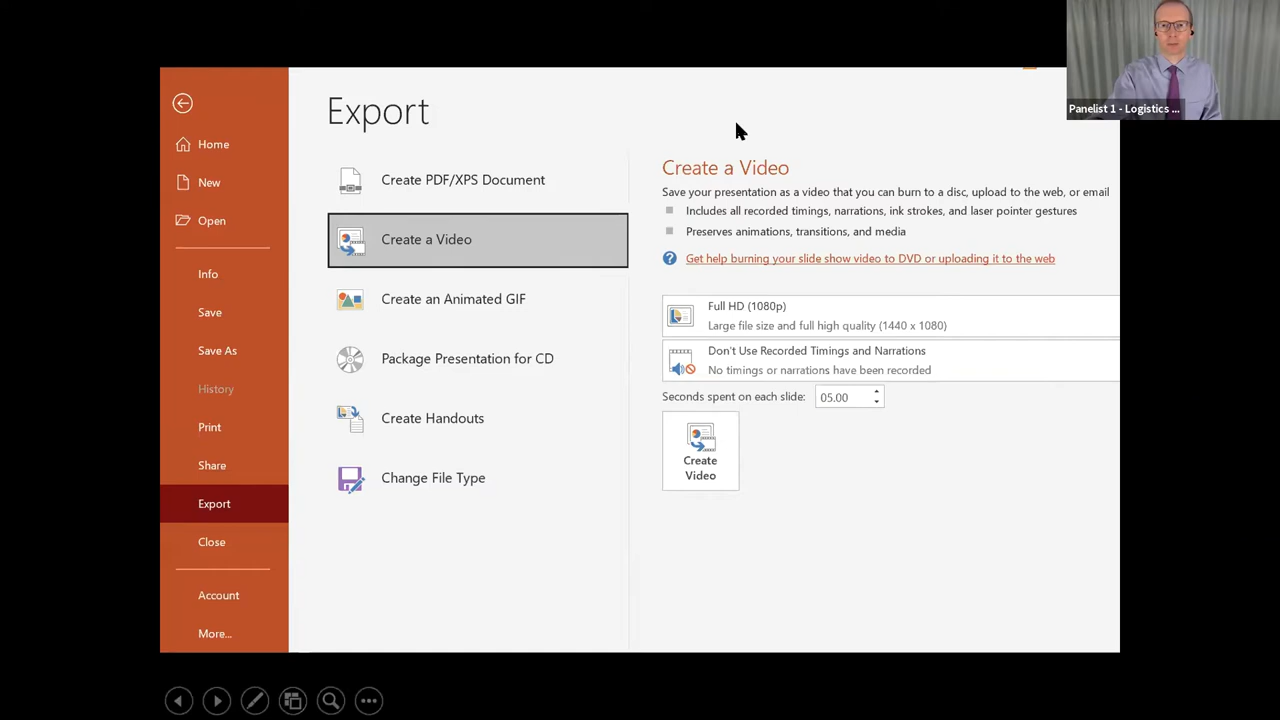 Panelist 1 - Logistics ...
Export
Home
New
Open
Info
Save
Save As
History
Print
Share
Export
Close
Account
More...
Create PDF/XPS Document
Create a Video
Create an Animated GIF
Package Presentation for CD
Create Handouts
Change File Type
Create a Video
Save your presentation as a video that you can burn to a disc, upload to the web, or email
Includes all recorded timings, narrations, ink strokes, and laser pointer gestures
Preserves animations, transitions, and media
Get help burning your slide show video to DVD or uploading it to the web
Full HD (1080p)
Large file size and full high quality (1440 x 1080)
Don't Use Recorded Timings and Narrations
No timings or narrations have been recorded
Seconds spent on each slide: 05.00
Create
Video